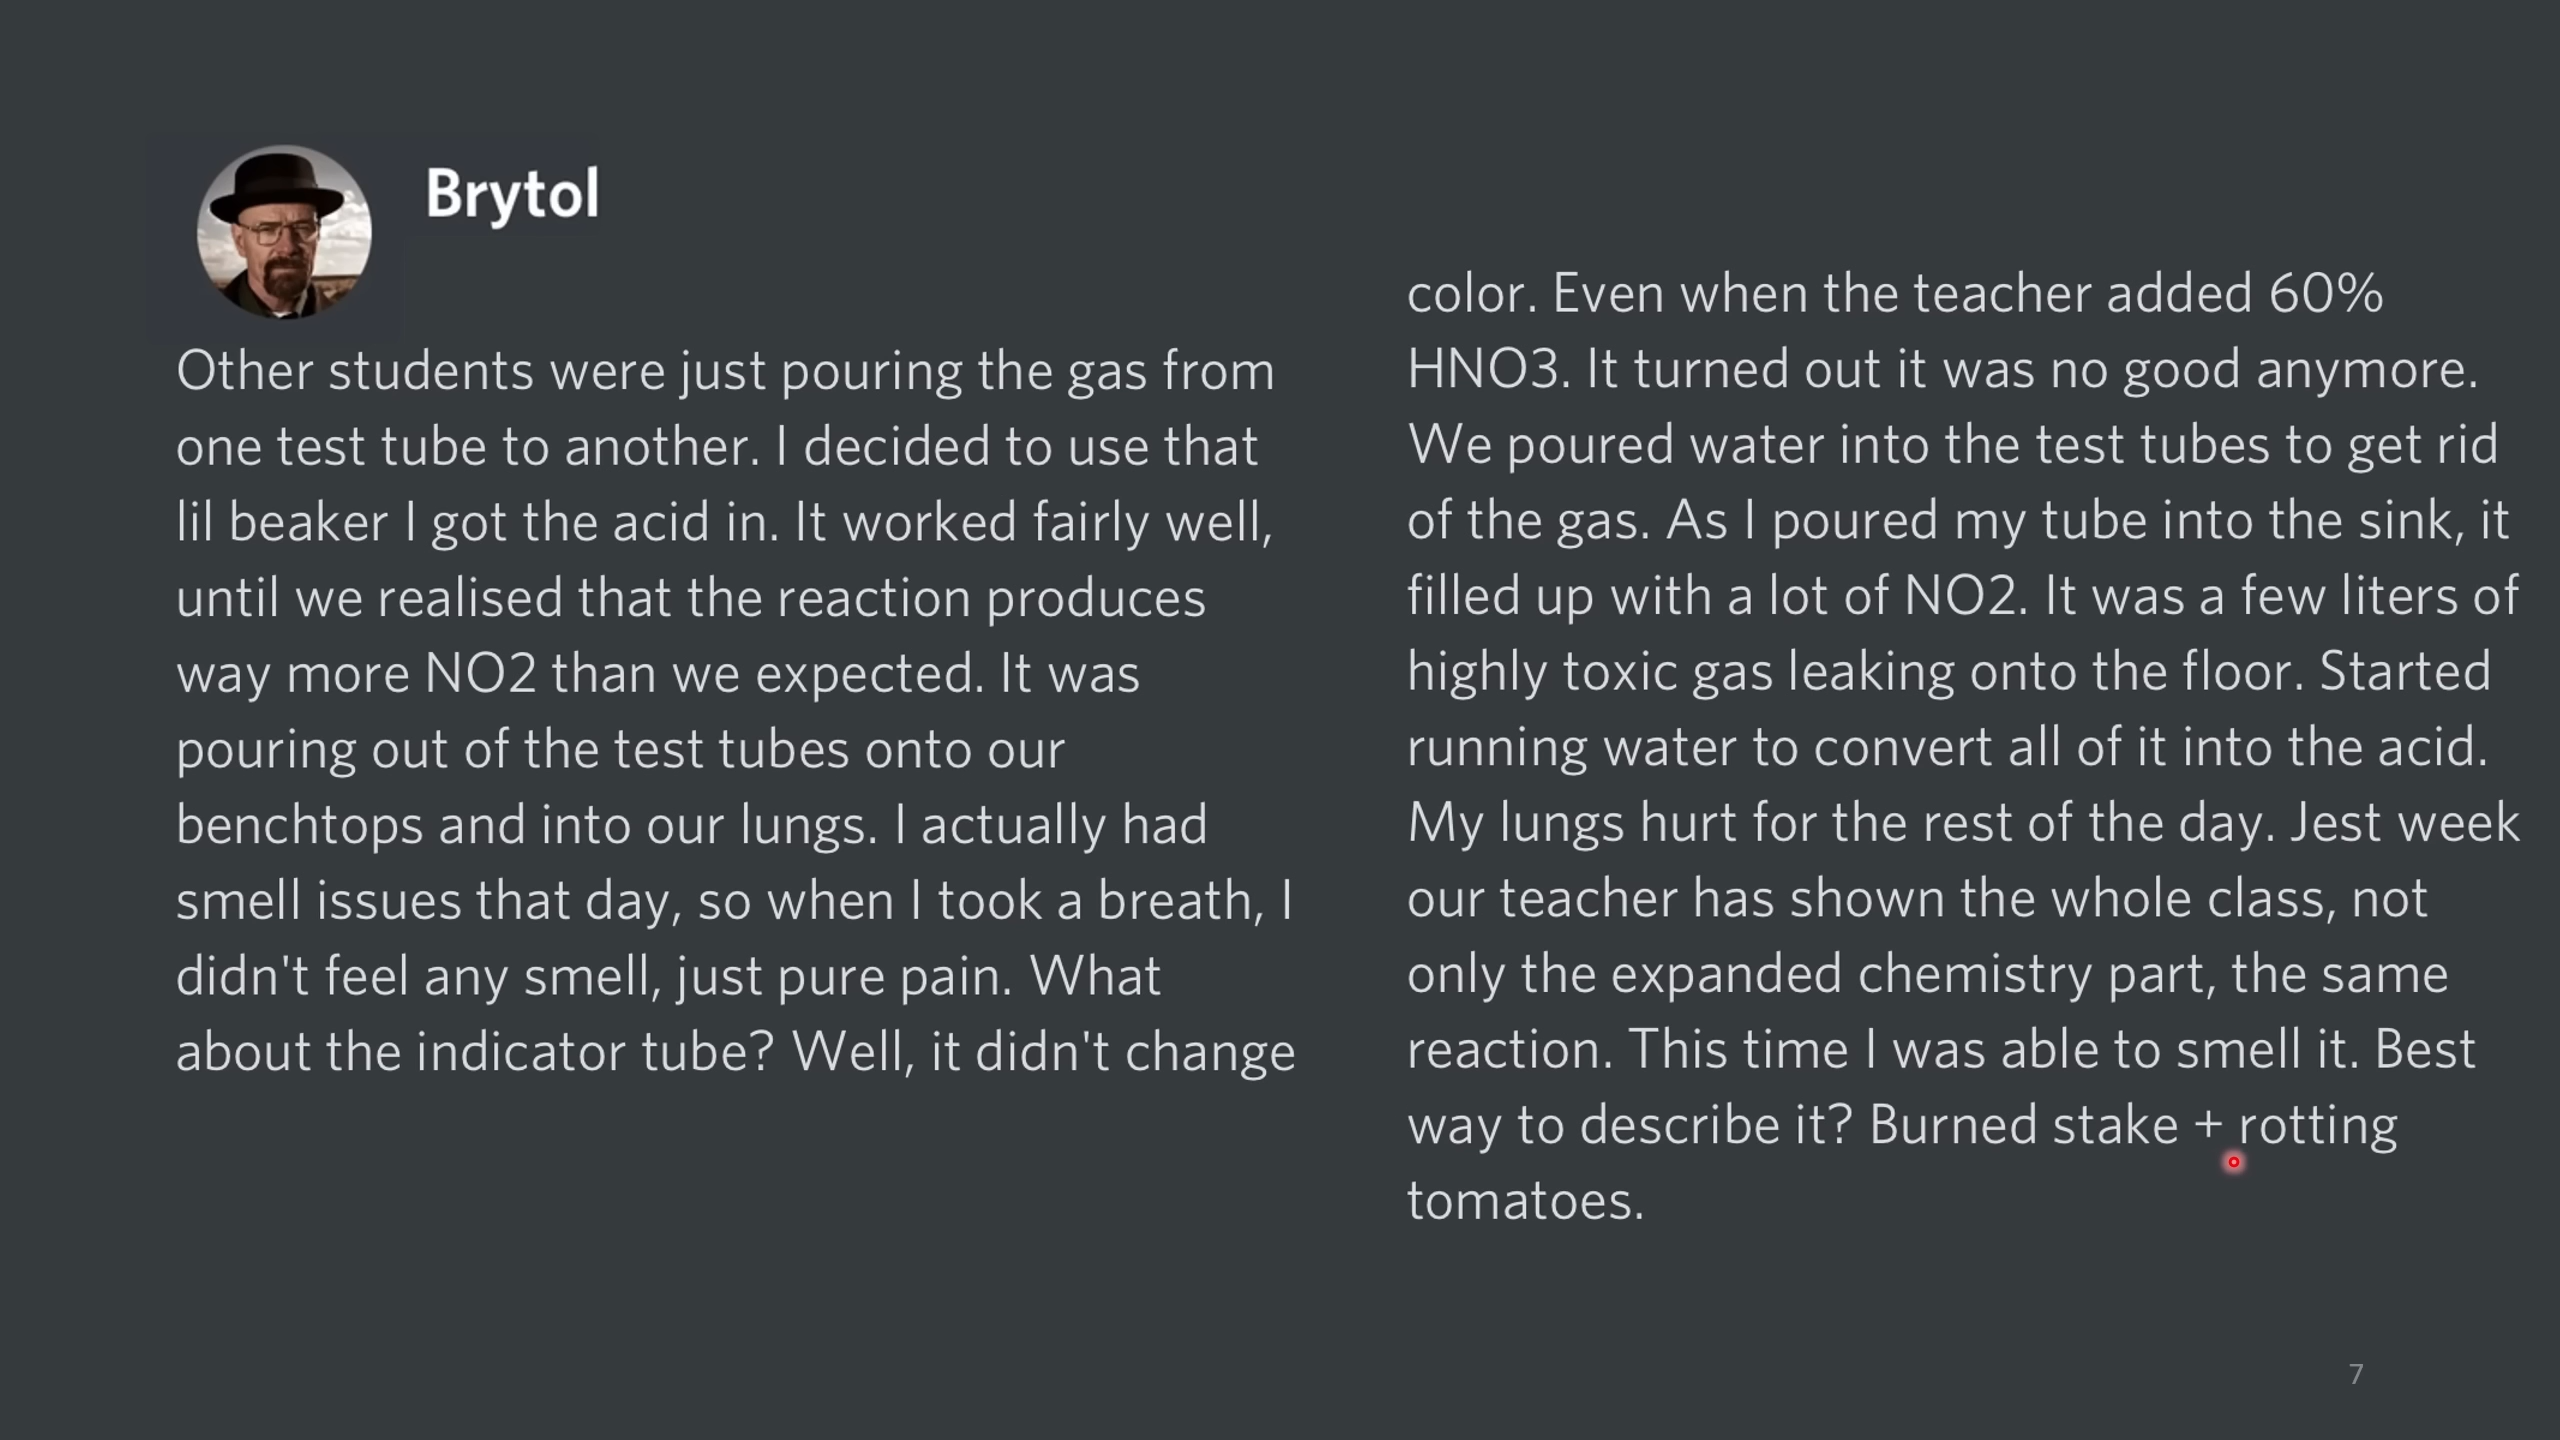 Brytol
Other students were just pouring the gas from
one test tube to another. I decided to use that
lil beaker I got the acid in. It worked fairly well,
until we realised that the reaction produces
way more NO2 than we expected. It was
pouring out of the test tubes onto our
benchtops and into our lungs. I actually had
smell issues that day, so when I took a breath, I
didn't feel any smell, just pure pain. What
about the indicator tube? Well, it didn't change
color. Even when the teacher added 60%
HNO3. It turned out it was no good anymore.
We poured water into the test tubes to get rid
of the gas. As I poured my tube into the sink, it
filled up with a lot of NO2. It was a few liters of
highly toxic gas leaking onto the floor. Started
running water to convert all of it into the acid.
My lungs hurt for the rest of the day. Jest week
our teacher has shown the whole class, not
only the expanded chemistry part, the same
reaction. This time I was able to smell it. Best
way to describe it? Burned stake + rotting
tomatoes.
7